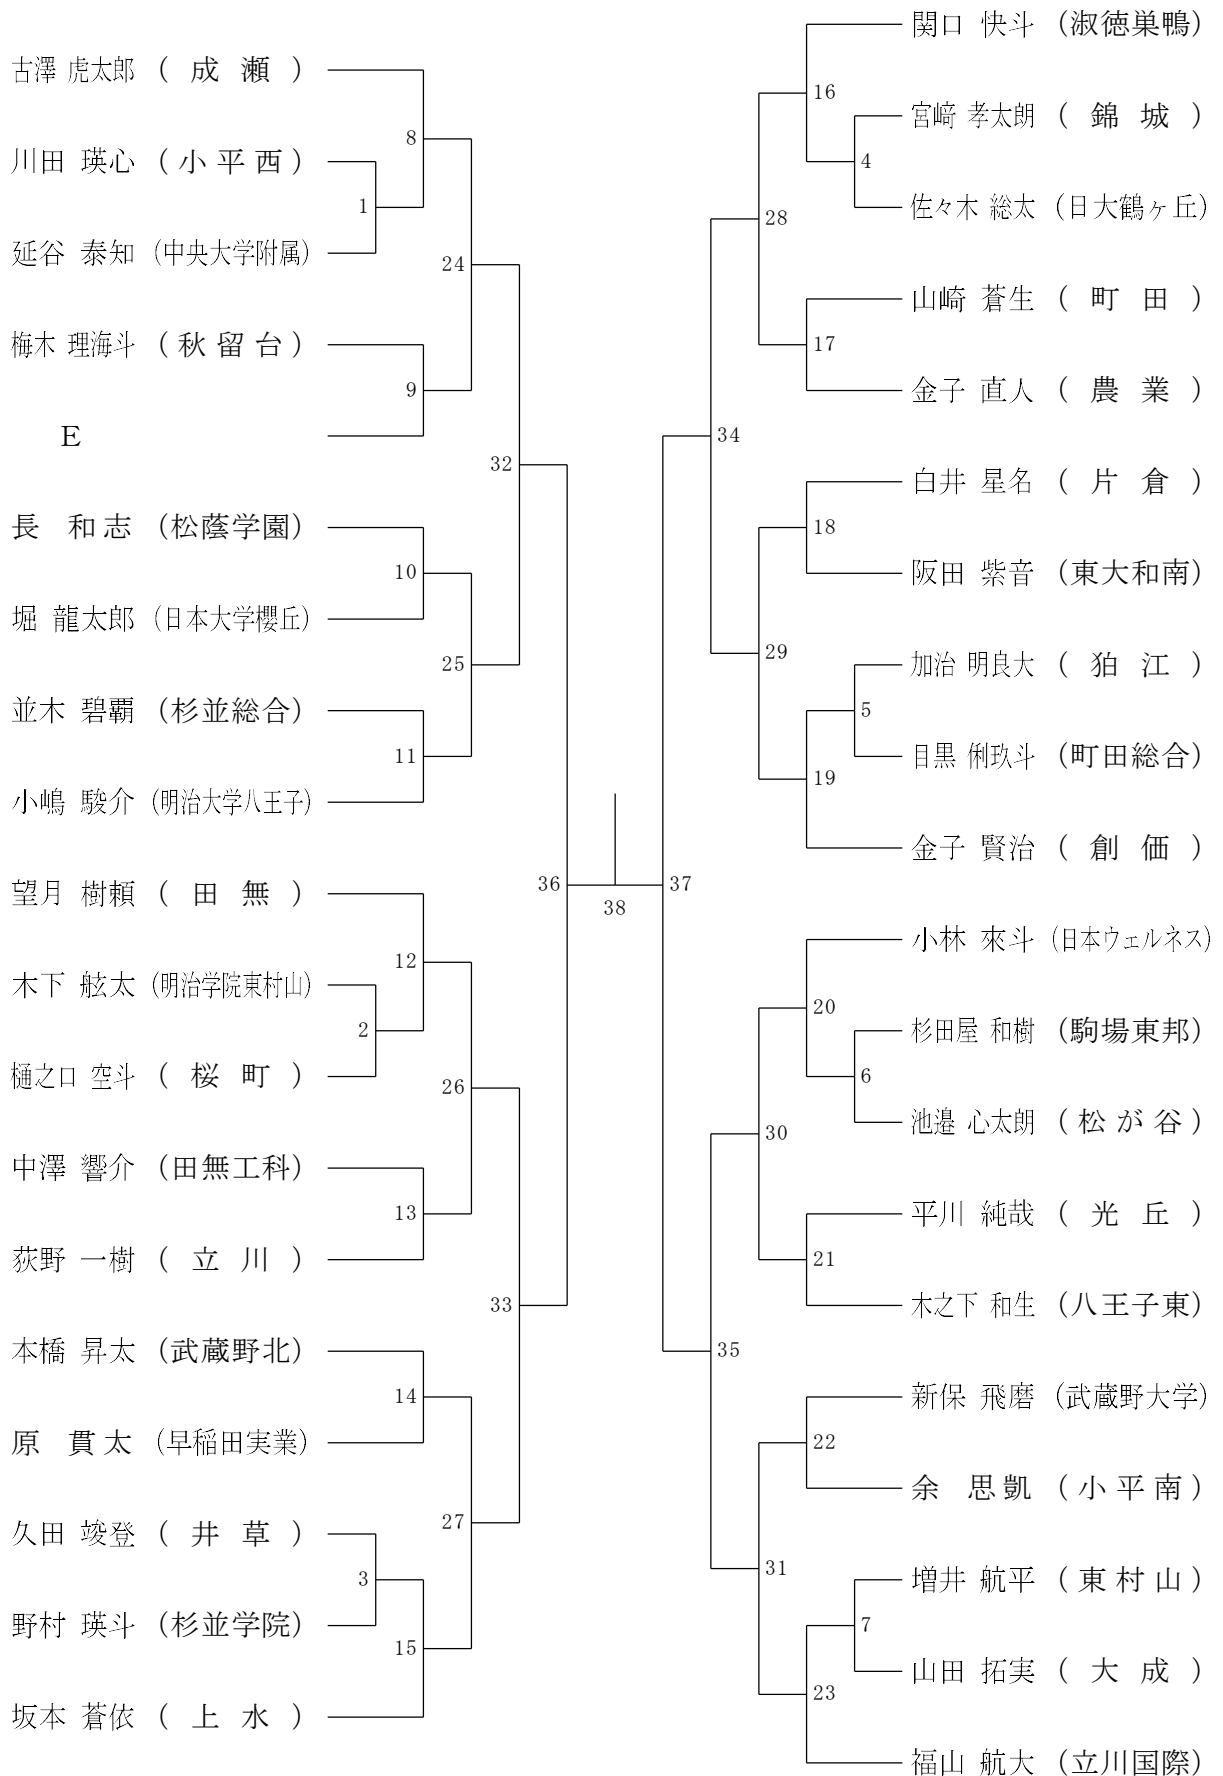 古澤 虎太郎 （ 成 瀬 ）
川田 瑛心 （ 小 平 西 ）
延谷 泰知 （中央大学附属）
梅木 理海斗 （ 秋 留 台 ）
E
長 和志 （松蔭学園）
堀 龍太郎 （日本大学櫻丘）
並木 碧覇 （杉並総合）
小嶋 駿介 （明治大学八王子）
望月 樹頼 （ 田 無 ）
木下 舷太 （明治学院東村山）
樋之口 空斗 （ 桜 町 ）
中澤 響介 （田無工科）
荻野 一樹 （ 立 川 ）
本橋 昇太 （武蔵野北）
原 貫太 （早稲田実業）
久田 竣登 （ 井 草 ）
野村 瑛斗 （杉並学院）
坂本 蒼依 （ 上 水 ）
1
2
3
8
9
10
11
12
13
14
15
24
25
26
27
32
33
36
38
37
34
35
28
29
30
31
16
17
18
19
20
21
22
23
4
5
6
7
関口 快斗 （淑徳巣鴨）
宮﨑 孝太朗 （ 錦 城 ）
佐々木 総太 （日大鶴ヶ丘）
山崎 蒼生 （ 町 田 ）
金子 直人 （ 農 業 ）
白井 星名 （ 片 倉 ）
阪田 紫音 （東大和南）
加治 明良大 （ 狛 江 ）
目黒 俐玖斗 （町田総合）
金子 賢治 （ 創 価 ）
小林 來斗 （日本ウェルネス）
杉田屋 和樹 （駒場東邦）
池邉 心太朗 （ 松 が 谷 ）
平川 純哉 （ 光 丘 ）
木之下 和生 （八王子東）
新保 飛磨 （武蔵野大学）
余 思凱 （ 小 平 南 ）
増井 航平 （ 東 村 山 ）
山田 拓実 （ 大 成 ）
福山 航大 （立川国際）